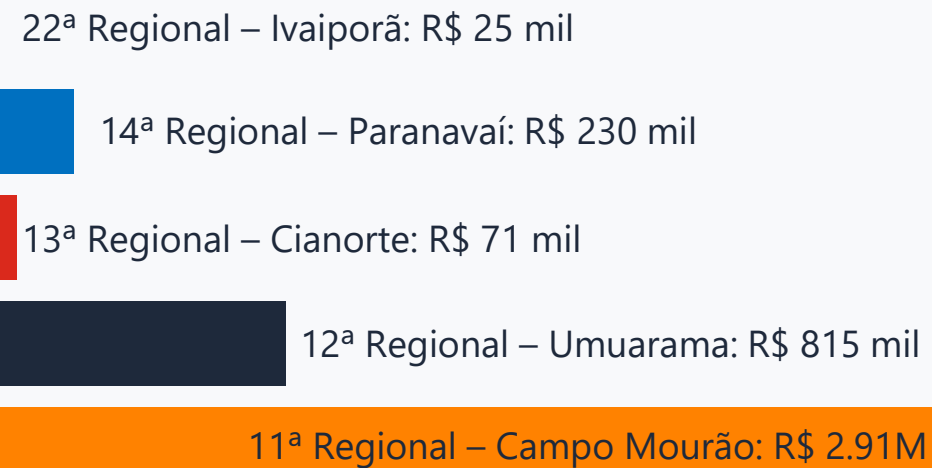 22ª Regional – Ivaiporã: R$ 25 mil
14ª Regional – Paranavaí: R$ 230 mil
13ª Regional – Cianorte: R$ 71 mil
12ª Regional – Umuarama: R$ 815 mil
11ª Regional – Campo Mourão: R$ 2.91M